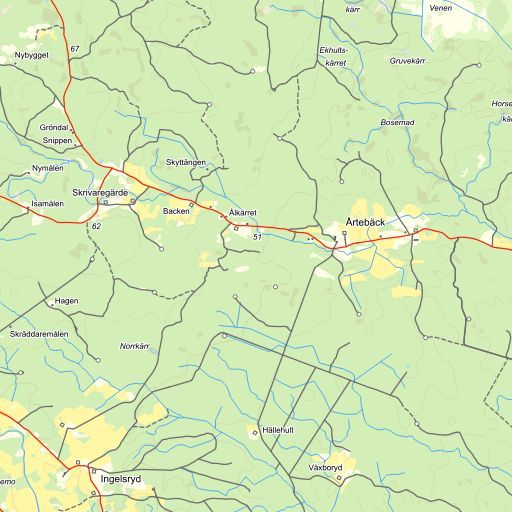 kärr
Venen
67
Nybygget
Ekhults-
kärret
Gruvekärr
Horse
kä
Bosemad
Gröndal
Snippen
Skyttängen
Nymålen
Skrivaregärde
Isamålen
Backen
Älkärret
Årtebäck
62
51
Hagen
Skräddaremålen
Norrkärr
Hällehult
Växboryd
Ingelsryd
emo